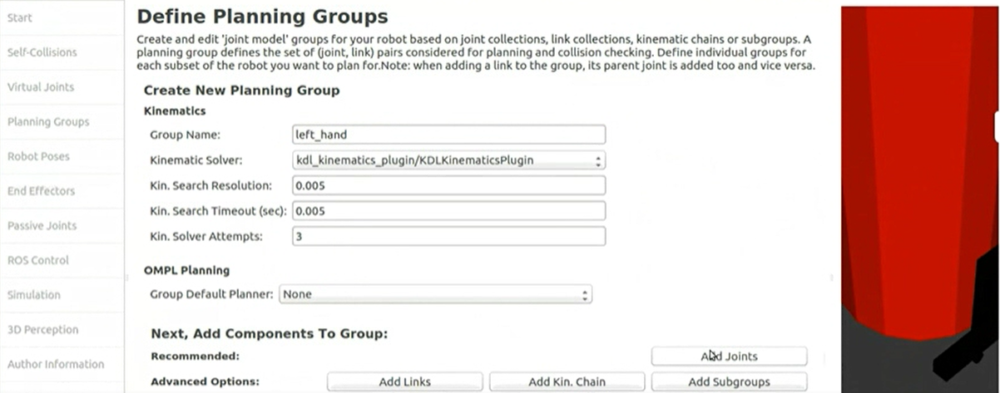 Start
Self-Collisions
Virtual Joints
Planning Groups
Robot Poses
End Effectors
Passive Joints
ROS Control
Simulation
3D Perception
Author Information
Define Planning Groups
Create and edit 'joint model' groups for your robot based on joint collections, link collections, kinematic chains or subgroups. A
planning group defines the set of (joint, link) pairs considered for planning and collision checking. Define individual groups for
each subset of the robot you want to plan for.Note: when adding a link to the group, its parent joint is added too and vice versa.
Create New Planning Group
Kinematics
Group Name: left_hand
Kinematic Solver: kdl_kinematics_plugin/KDLKinematicsPlugin
Kin. Search Resolution: 0.005
Kin. Search Timeout (sec): 0.005
Kin. Solver Attempts: 3
OMPL Planning
Group Default Planner: None
Next, Add Components To Group:
Recommended: Add Joints
Advanced Options: Add Links Add Kin. Chain Add Subgroups